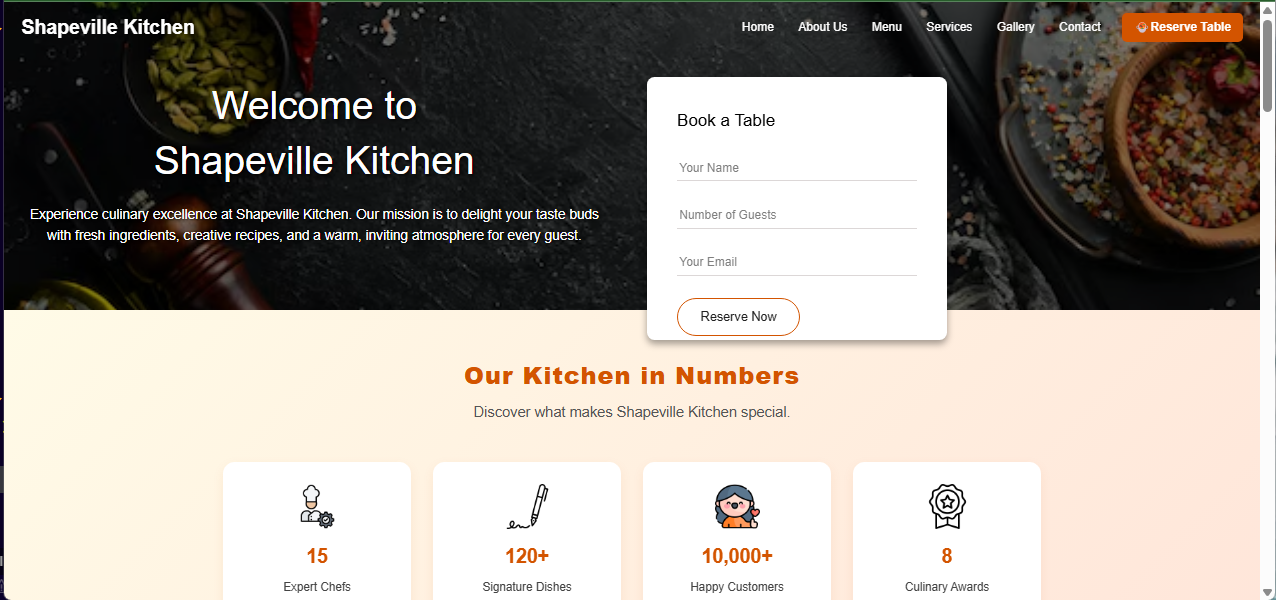 Shapeville Kitchen
Home About Us Menu Services Gallery Contact Reserve Table
Welcome to
Shapeville Kitchen
Experience culinary excellence at Shapeville Kitchen. Our mission is to delight your taste buds
with fresh ingredients, creative recipes, and a warm, inviting atmosphere for every guest.
Book a Table
Your Name
Number of Guests
Your Email
Reserve Now
Our Kitchen in Numbers
Discover what makes Shapeville Kitchen special.
15
Expert Chefs
120+
Signature Dishes
10,000+
Happy Customers
8
Culinary Awards